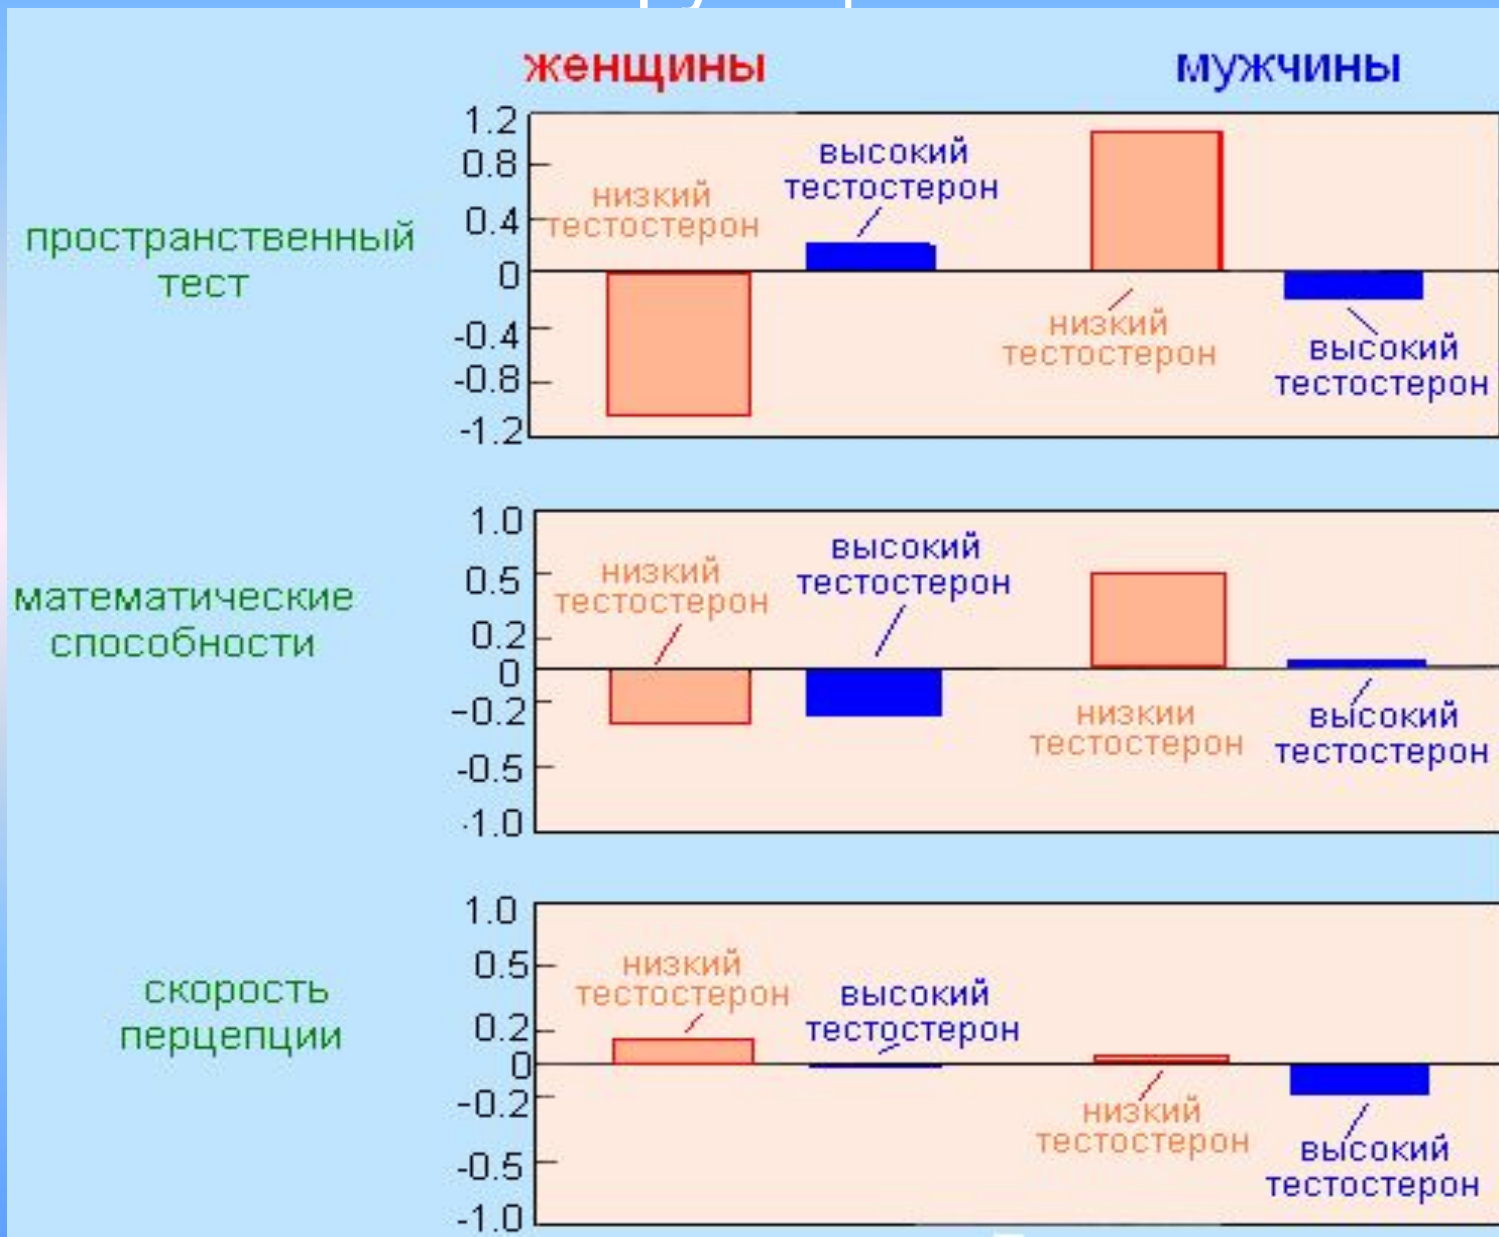 женщины
мужчины
1.2
0.8
0.4
0
-0.4
-0.8
-1.2
пространственный
тест
низкий
тестостерон
высокий
тестостерон
низкий
тестостерон
высокий
тестостерон
1.0
0.5
0.2
0
-0.2
-0.5
-1.0
математические
способности
низкий
тестостерон
высокий
тестостерон
низкии
тестостерон
высокий
тестостерон
1.0
0.5
0.2
0
-0.2
-0.5
-1.0
скорость
перцепции
низкий
тестостерон
высокий
тестостерон
низкий
тестостерон
высокий
тестостерон